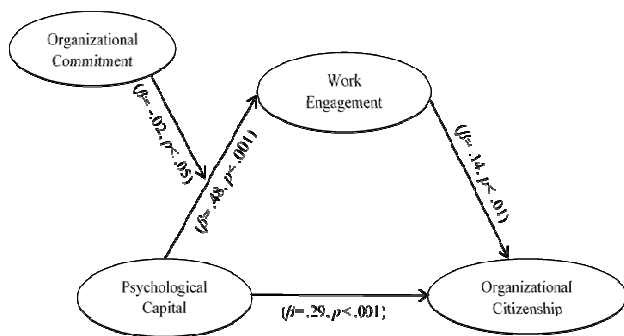 Organizational
Commitment
Work
Engagement
(β= -.02, p< .05)
(β= .48, p< .001)
(β= .14, p< .01)
Psychological
Capital
(β= .29, p< .001)
Organizational
Citizenship